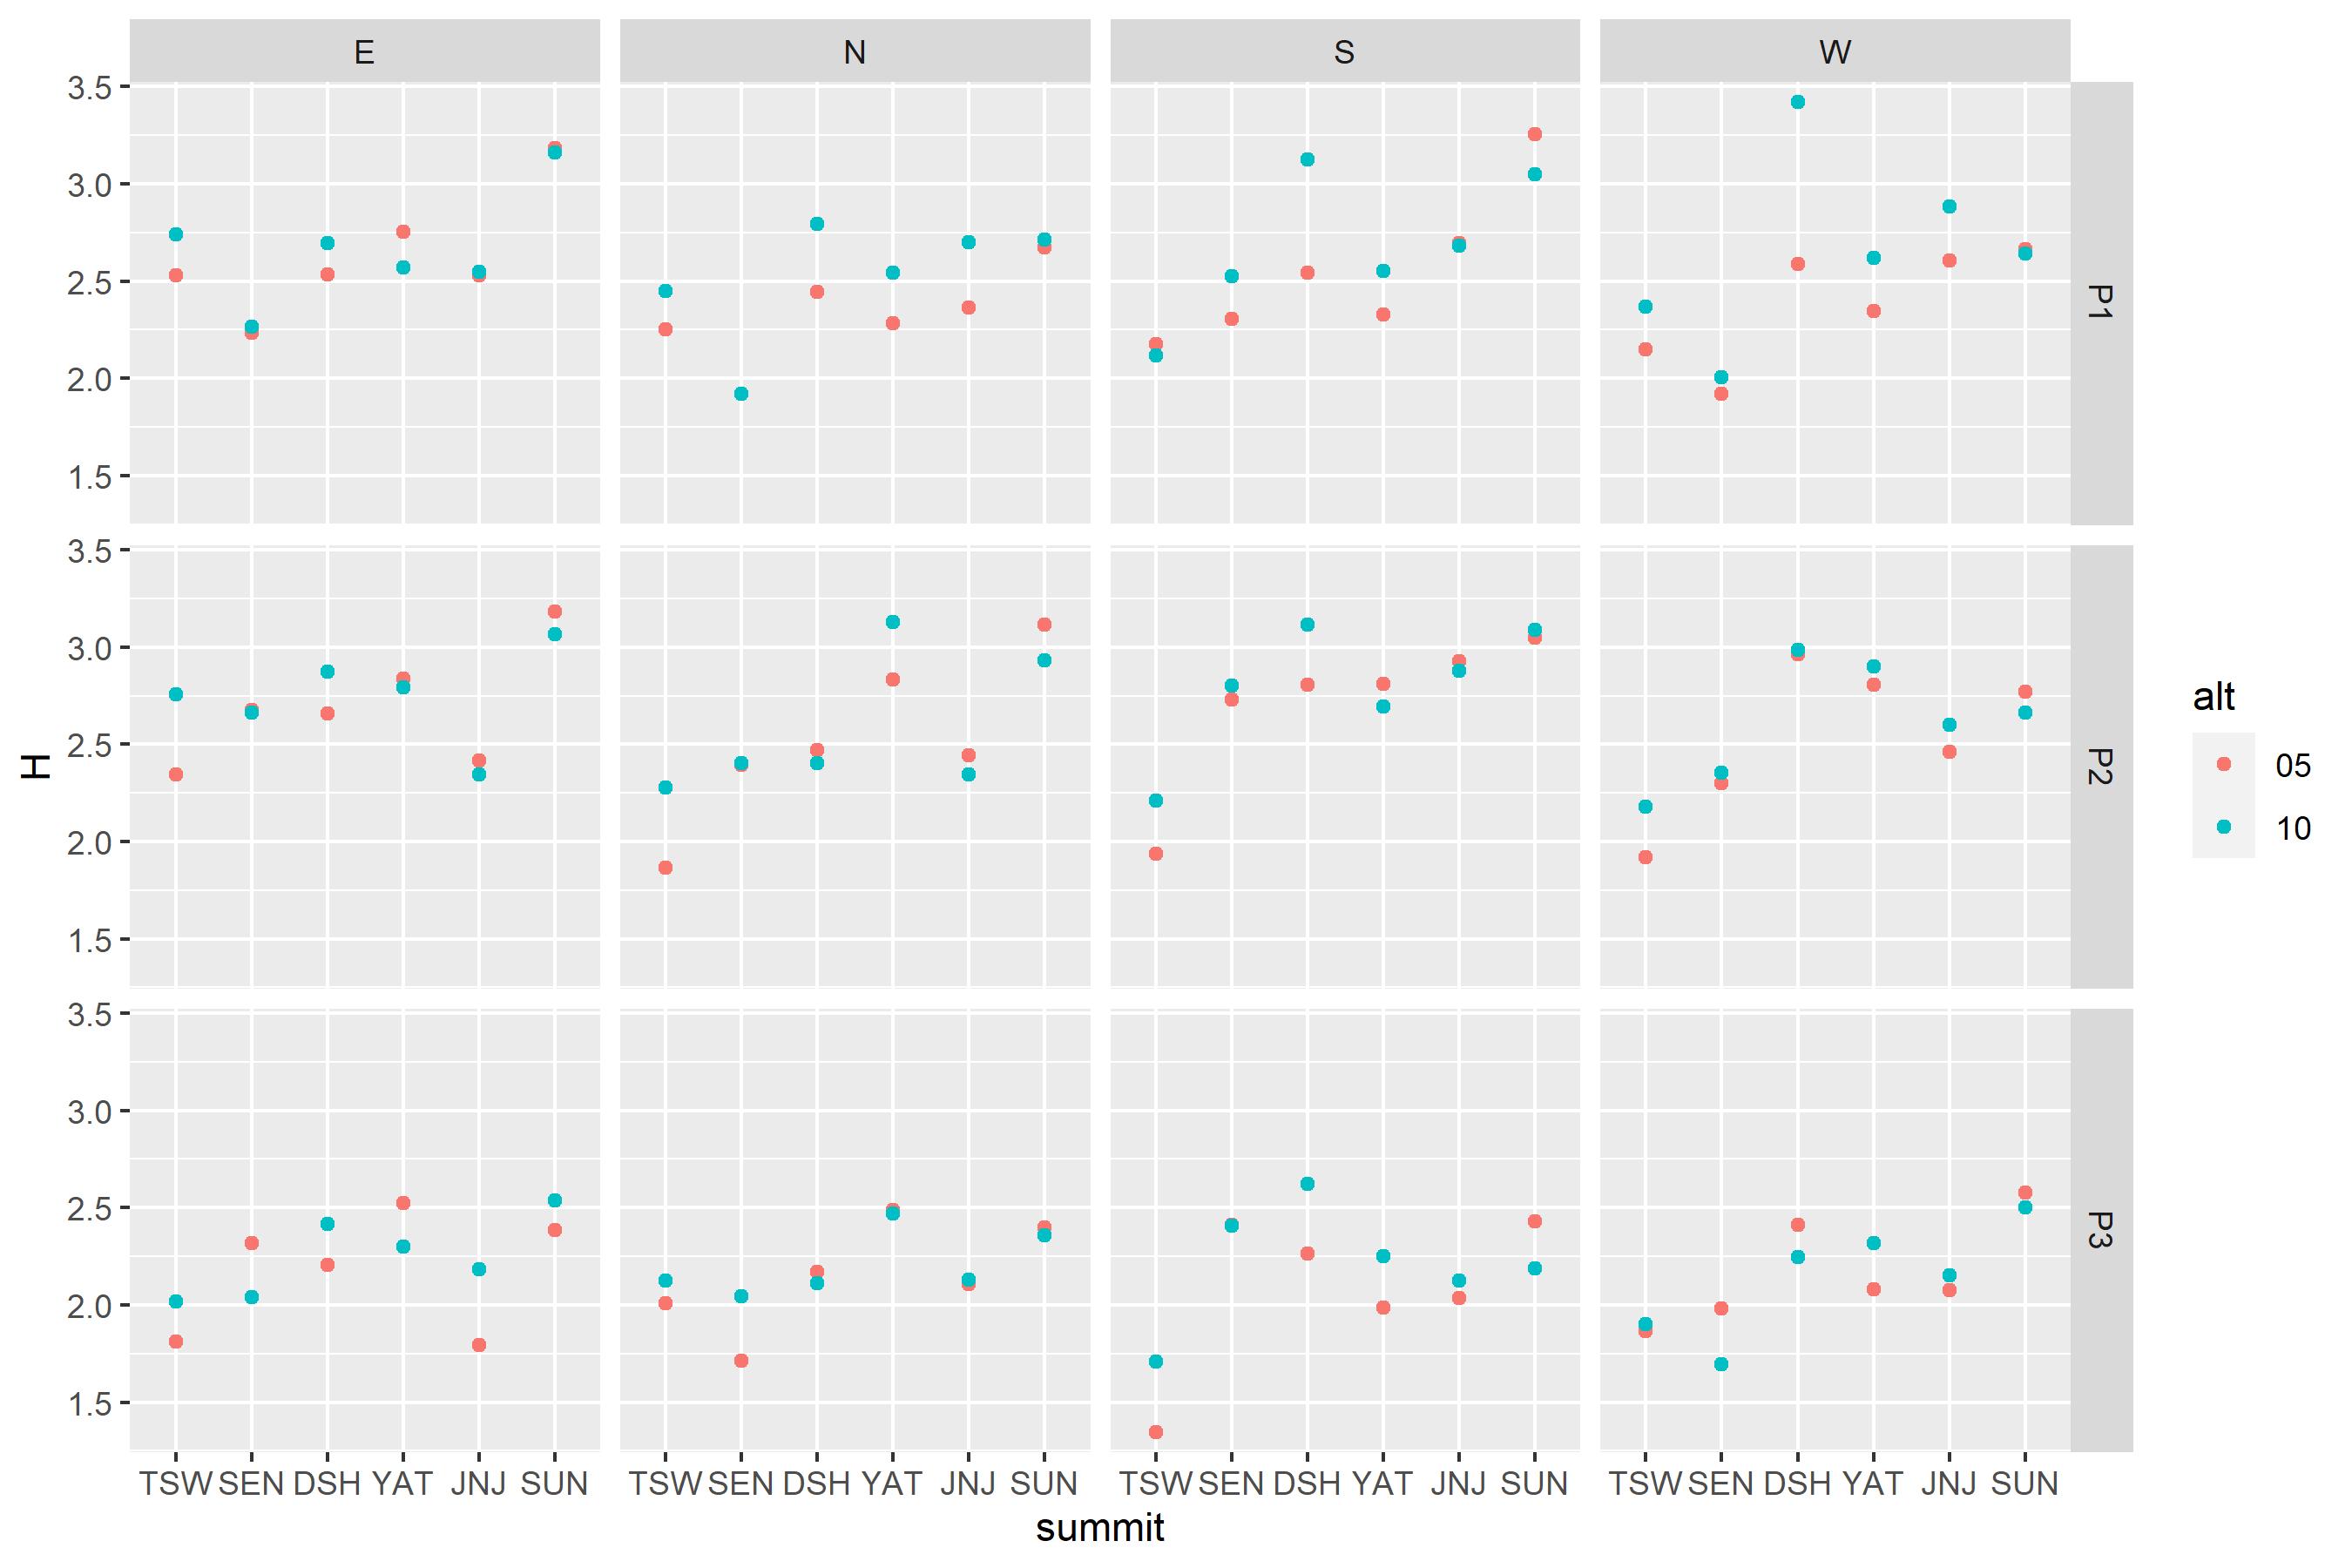 E N S W
3.5
3.0
2.5
2.0
1.5
P1
3.5
3.0
2.5
2.0
1.5
P2
H
3.5
3.0
2.5
2.0
1.5
P3
TSW SEN DSH YAT JNJ SUN TSW SEN DSH YAT JNJ SUN TSW SEN DSH YAT JNJ SUN TSW SEN DSH YAT JNJ SUN
summit
alt
05
10